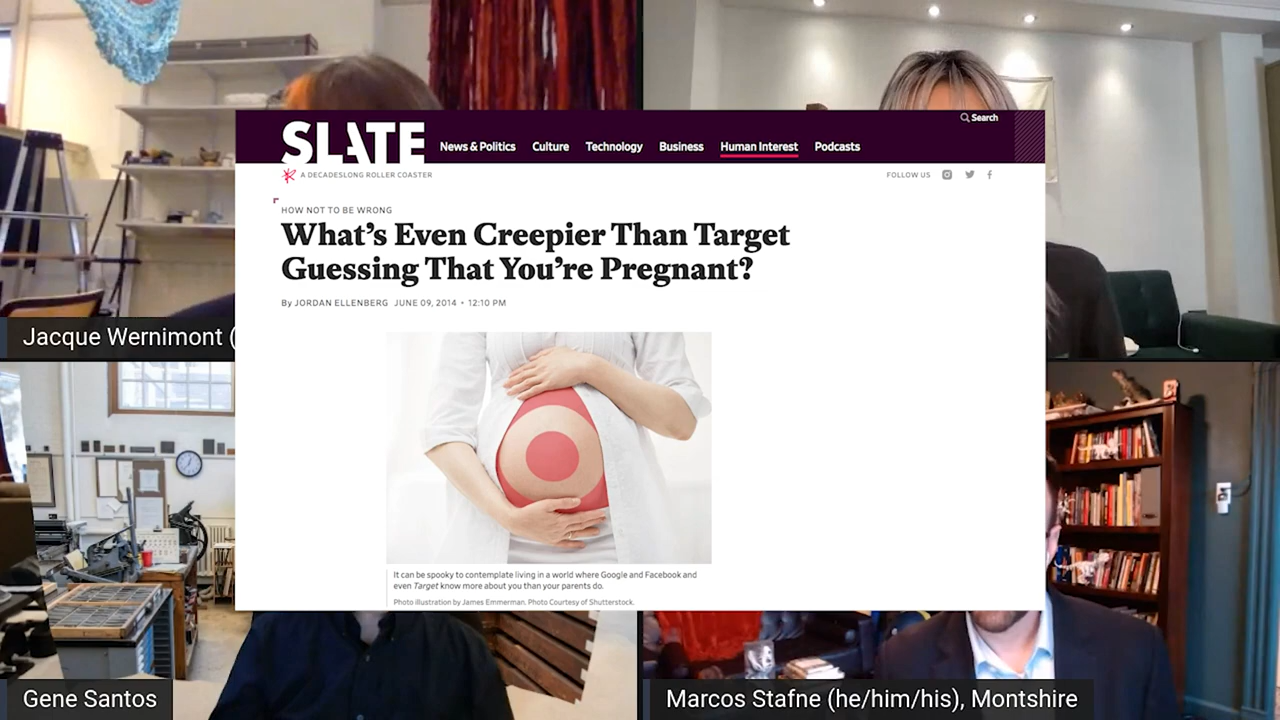 SLATE
News & Politics Culture Technology Business Human Interest Podcasts
Search
A DECADESLONG ROLLER COASTER
FOLLOW US
HOW NOT TO BE WRONG
What's Even Creepier Than Target
Guessing That You're Pregnant?
By JORDAN ELLENBERG JUNE 09, 2014 • 12:10 PM
It can be spooky to contemplate living in a world where Google and Facebook and
even Target know more about you than your parents do.
Photo illustration by James Emmerman. Photo Courtesy of Shutterstock.
Jacque Wernimont (
Gene Santos
Marcos Stafne (he/him/his), Montshire